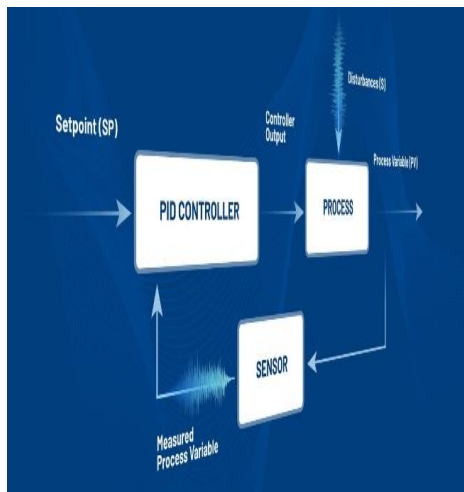 Disturbances (S)
Setpoint (SP)
Controller
Output
Process Variable (PV)
PID CONTROLLER
PROCESS
SENSOR
Measured
Process Variable